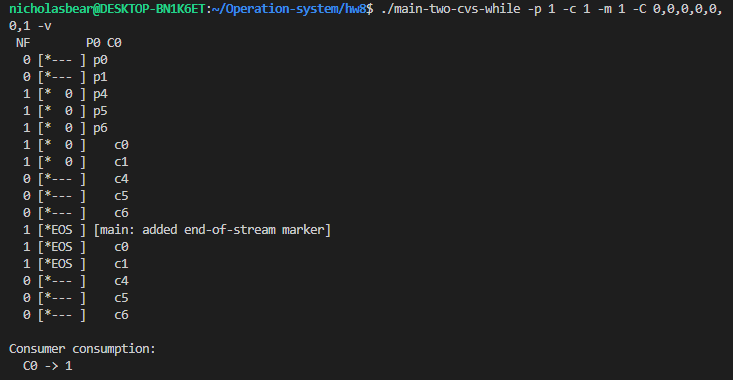 nicholasbear@DESKTOP-BN1K6ET:~/Operation-system/hw8$ ./main-two-cvs-while -p 1 -c 1 -m 1 -C 0,0,0,0,0,
0,1 -v
 NF        P0 C0
  0 [*--- ] p0
  0 [*--- ] p1
  1 [*  0 ] p4
  1 [*  0 ] p5
  1 [*  0 ] p6
  1 [*  0 ]    c0
  1 [*  0 ]    c1
  0 [*--- ]    c4
  0 [*--- ]    c5
  0 [*--- ]    c6
  1 [*EOS ] [main: added end-of-stream marker]
  1 [*EOS ]    c0
  1 [*EOS ]    c1
  0 [*--- ]    c4
  0 [*--- ]    c5
  0 [*--- ]    c6

Consumer consumption:
  C0 -> 1